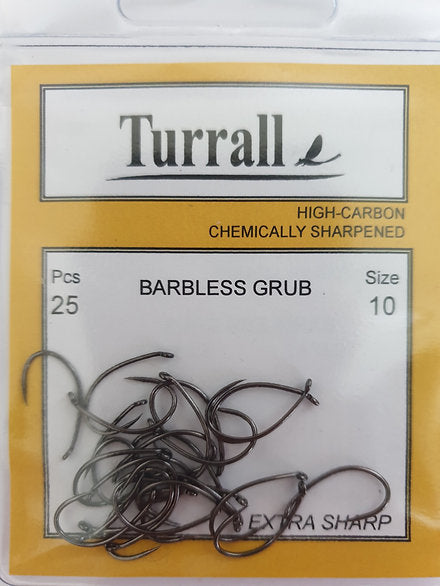 Turrall
HIGH-CARBON
CHEMICALLY SHARPENED
Pcs Size
25 BARBLESS GRUB 10
EXTRA SHARP